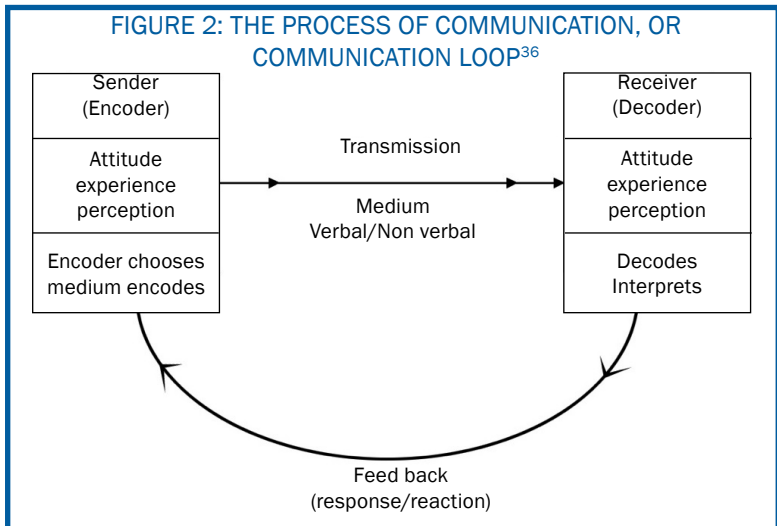 FIGURE 2: THE PROCESS OF COMMUNICATION, OR
COMMUNICATION LOOP36
Sender
(Encoder)
Attitude
experience
perception
Encoder chooses
medium encodes
Transmission
Medium
Verbal/Non verbal
Receiver
(Decoder)
Attitude
experience
perception
Decodes
Interprets
Feed back
(response/reaction)